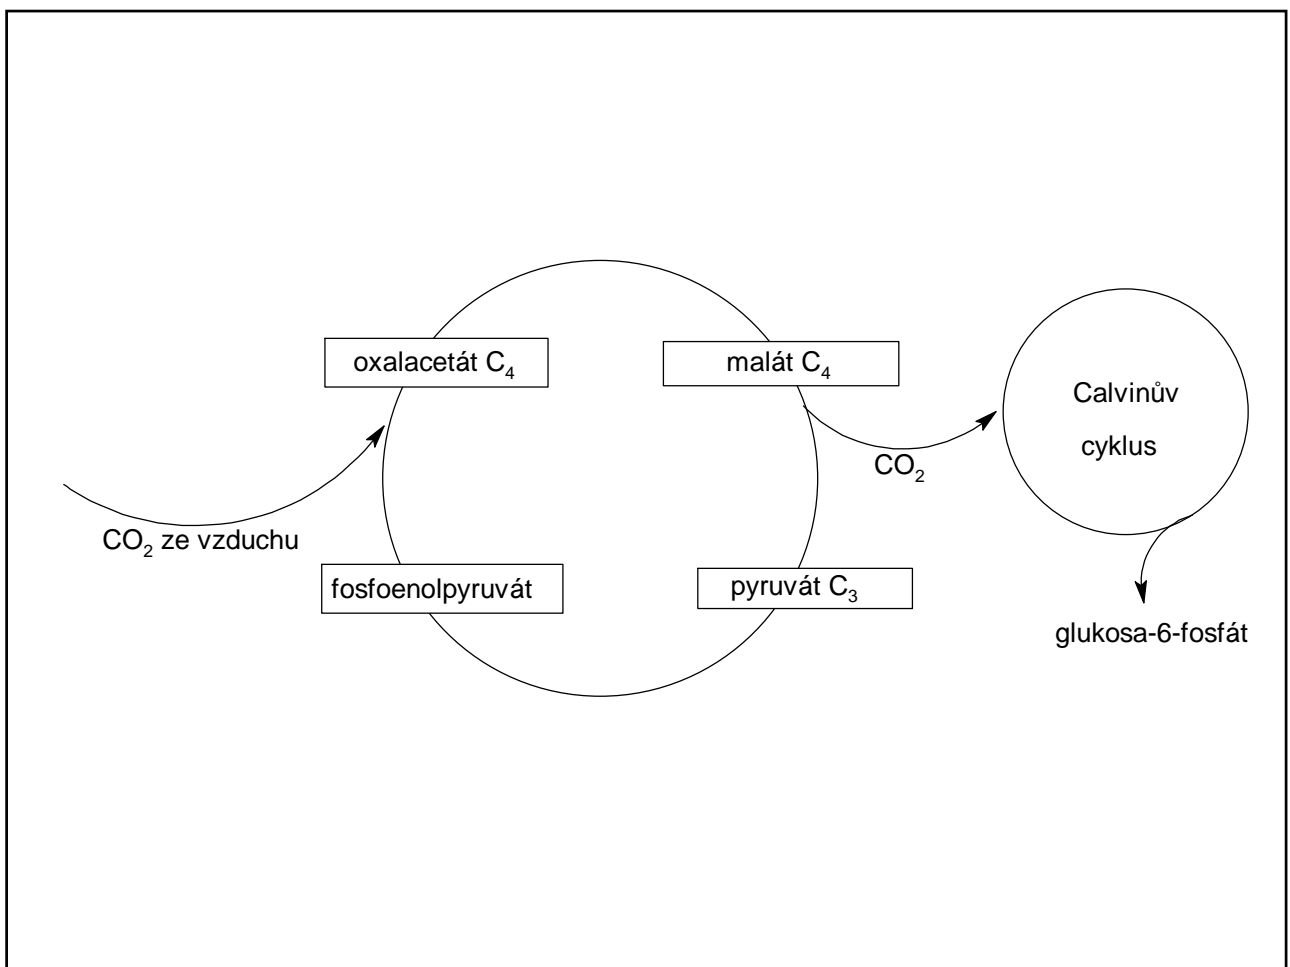 oxalacetát C₄
malát C₄
Calvinův
cyklus
CO₂
CO₂ ze vzduchu
fosfoenolpyruvát
pyruvát C₃
glukosa-6-fosfát